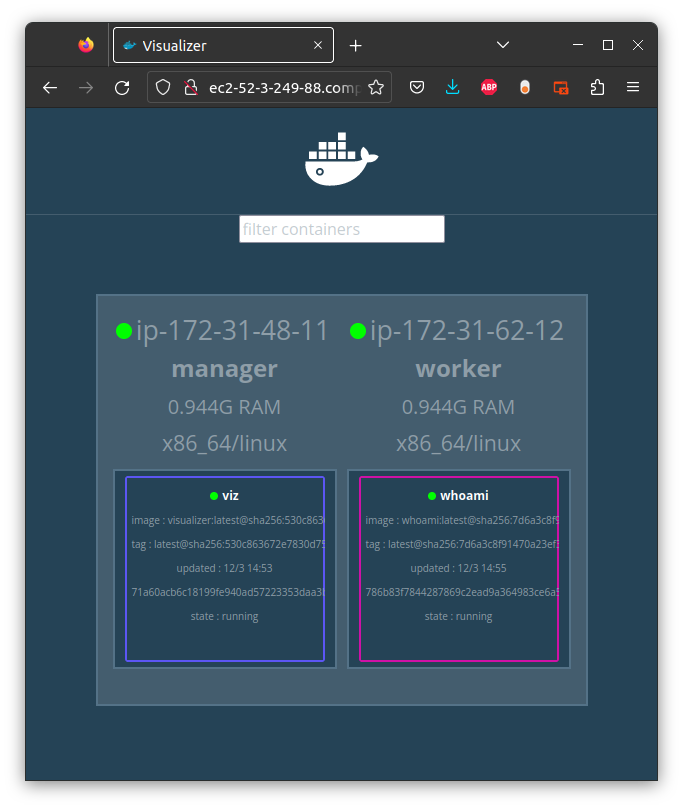 Visualizer
ec2-52-3-249-88.comp
ABP
filter containers
ip-172-31-48-11
manager
0.944G RAM
x86_64/linux
viz
image : visualizer:latest@sha256:530c863
tag : latest@sha256:530c863672e7830d75
updated : 12/3 14:53
71a60acb6c18199fe940ad57223353daa3b
state : running
ip-172-31-62-12
worker
0.944G RAM
x86_64/linux
whoami
image : whoami:latest@sha256:7d6a3c8f9
tag : latest@sha256:7d6a3c8f91470a23ef3
updated : 12/3 14:55
786b83f7844287869c2ead9a364983ce6a5
state : running